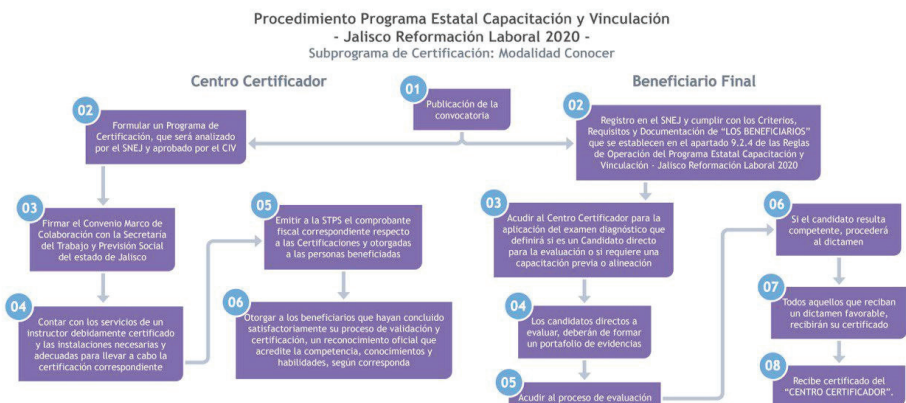 Procedimiento Programa Estatal Capacitación y Vinculación
- Jalisco Reformación Laboral 2020 -
Subprograma de Certificación: Modalidad Conocer
Centro Certificador
Beneficiario Final
01
Publicación de la
convocatoria
02
Formular un Programa de
Certificación, que será analizado
por el SNEJ y aprobado por el CIV
03
Firmar el Convenio Marco de
Colaboración con la Secretaría
del Trabajo y Previsión Social
del estado de Jalisco
04
Contar con los servicios de un
instructor debidamente certificado
y las instalaciones necesarias y
adecuadas para llevar a cabo la
certificación correspondiente
05
Emitir a la STPS el comprobante
fiscal correspondiente respecto
a las Certificaciones y otorgadas
a las personas beneficiadas
06
Otorgar a los beneficiarios que hayan concluido
satisfactoriamente su proceso de validación y
certificación, un reconocimiento oficial que
acredite la competencia, conocimientos y
habilidades, según corresponda
02
Registro en el SNEJ y cumplir con los Criterios,
Requisitos y Documentación de “LOS BENEFICIARIOS”
que se establecen en el apartado 9.2.4 de las Reglas
de Operación del Programa Estatal Capacitación y
Vinculación - Jalisco Reformación Laboral 2020
03
Acudir al Centro Certificador para la
aplicación del examen diagnóstico que
definirá si es un Candidato directo
para la evaluación o si requiere una
capacitación previa o alineación
04
Los candidatos directos a
evaluar, deberán de formar
un portafolio de evidencias
05
Acudir al proceso de evaluación
06
Si el candidato resulta
competente, procederá
al dictamen
07
Todos aquellos que reciban
un dictamen favorable,
recibirán su certificado
08
Recibe certificado del
“CENTRO CERTIFICADOR”.